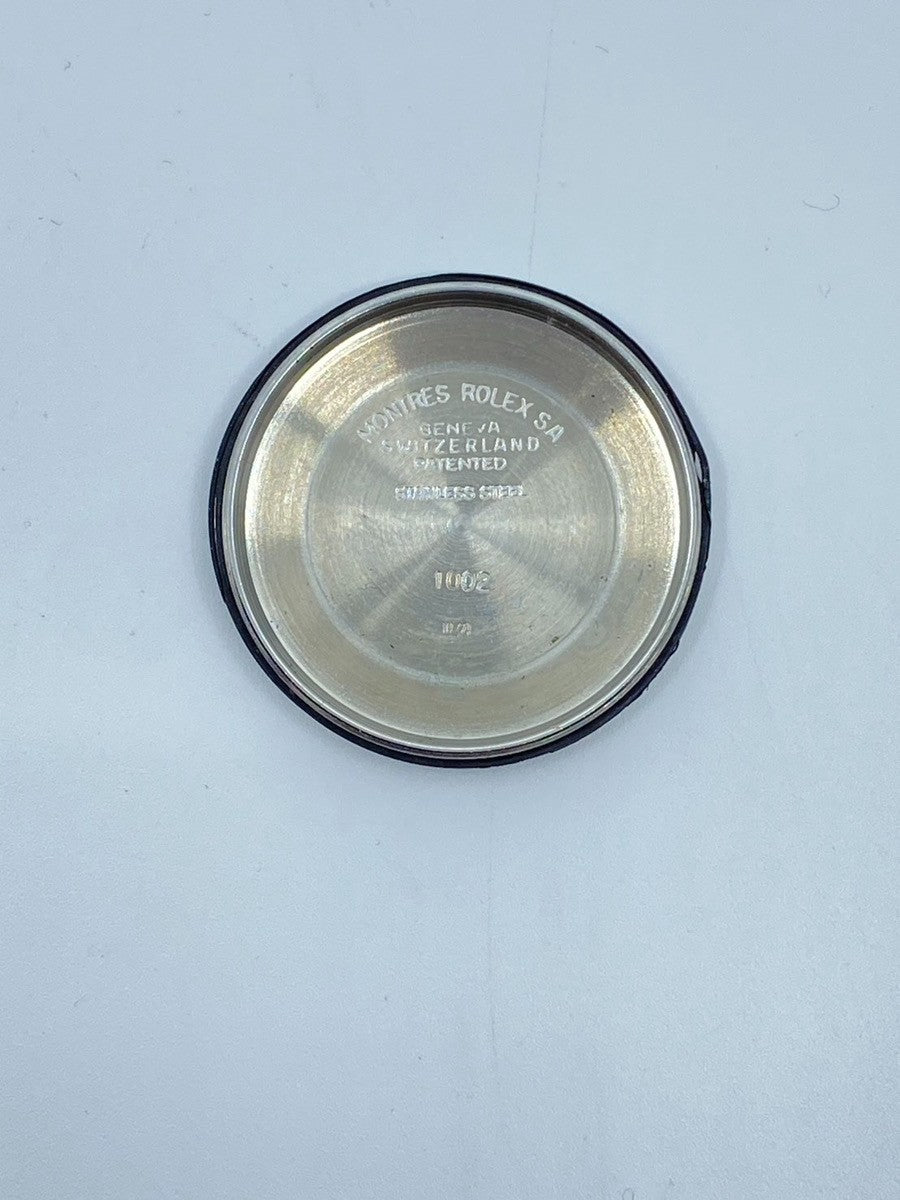 MONTRES ROLEX SA
GENEVA
SWITZERLAND
PATENTED
STAINLESS STEEL
1002